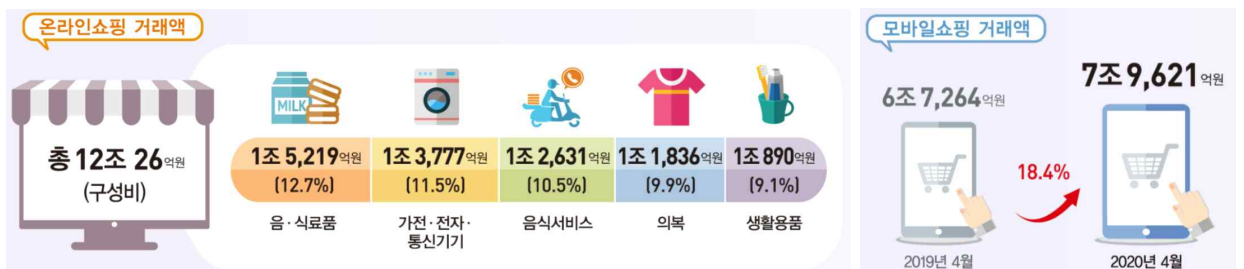 온라인쇼핑 거래액
총 12조 26억원
(구성비)
MILK
1조 5,219억원 1조 3,777억원 1조 2,631억원 1조 1,836억원 1조 890억원
(12.7%) (11.5%) (10.5%) (9.9%) (9.1%)
음·식료품 가전·전자· 음식서비스 의복 생활용품
통신기기
모바일쇼핑 거래액
6조 7,264억원
7조 9,621억원
18.4%
2019년 4월 2020년 4월